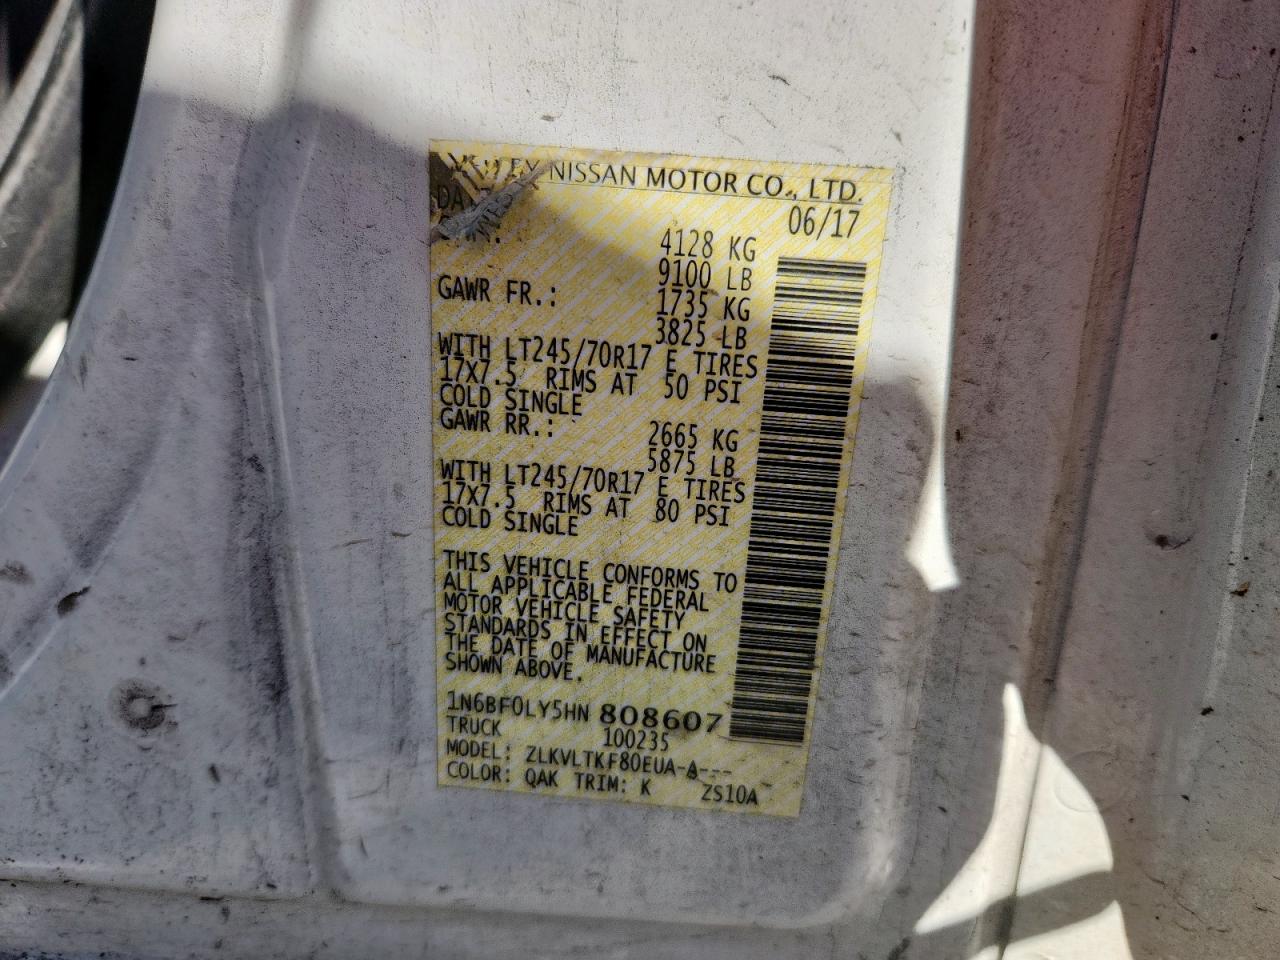 NISSAN MOTOR CO., LTD.
DA
06/17
4128 KG
9100 LB
GAWR FR.: 1735 KG
3825 LB
WITH LT245/70R17 E TIRES
17X7.5 RIMS AT 50 PSI
COLD SINGLE
GAWR RR.: 2665 KG
5875 LB
WITH LT245/70R17 E TIRES
17X7.5 RIMS AT 80 PSI
COLD SINGLE
THIS VEHICLE CONFORMS TO
ALL APPLICABLE FEDERAL
MOTOR VEHICLE SAFETY
STANDARDS IN EFFECT ON
THE DATE OF MANUFACTURE
SHOWN ABOVE.
1N6BF0LY5HN 808607
TRUCK 100235
MODEL: ZLKVLTKF80EUA-A---
COLOR: QAK TRIM: K ZS10A